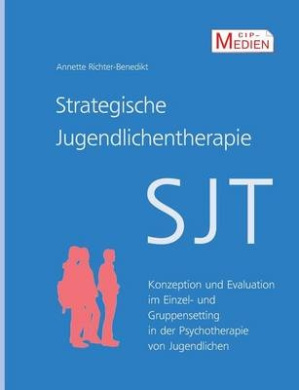 CIP-
MEDIEN
Annette Richter-Benedikt
Strategische
Jugendlichentherapie
SJT
Konzeption und Evaluation
im Einzel- und
Gruppensetting
in der Psychotherapie
von Jugendlichen